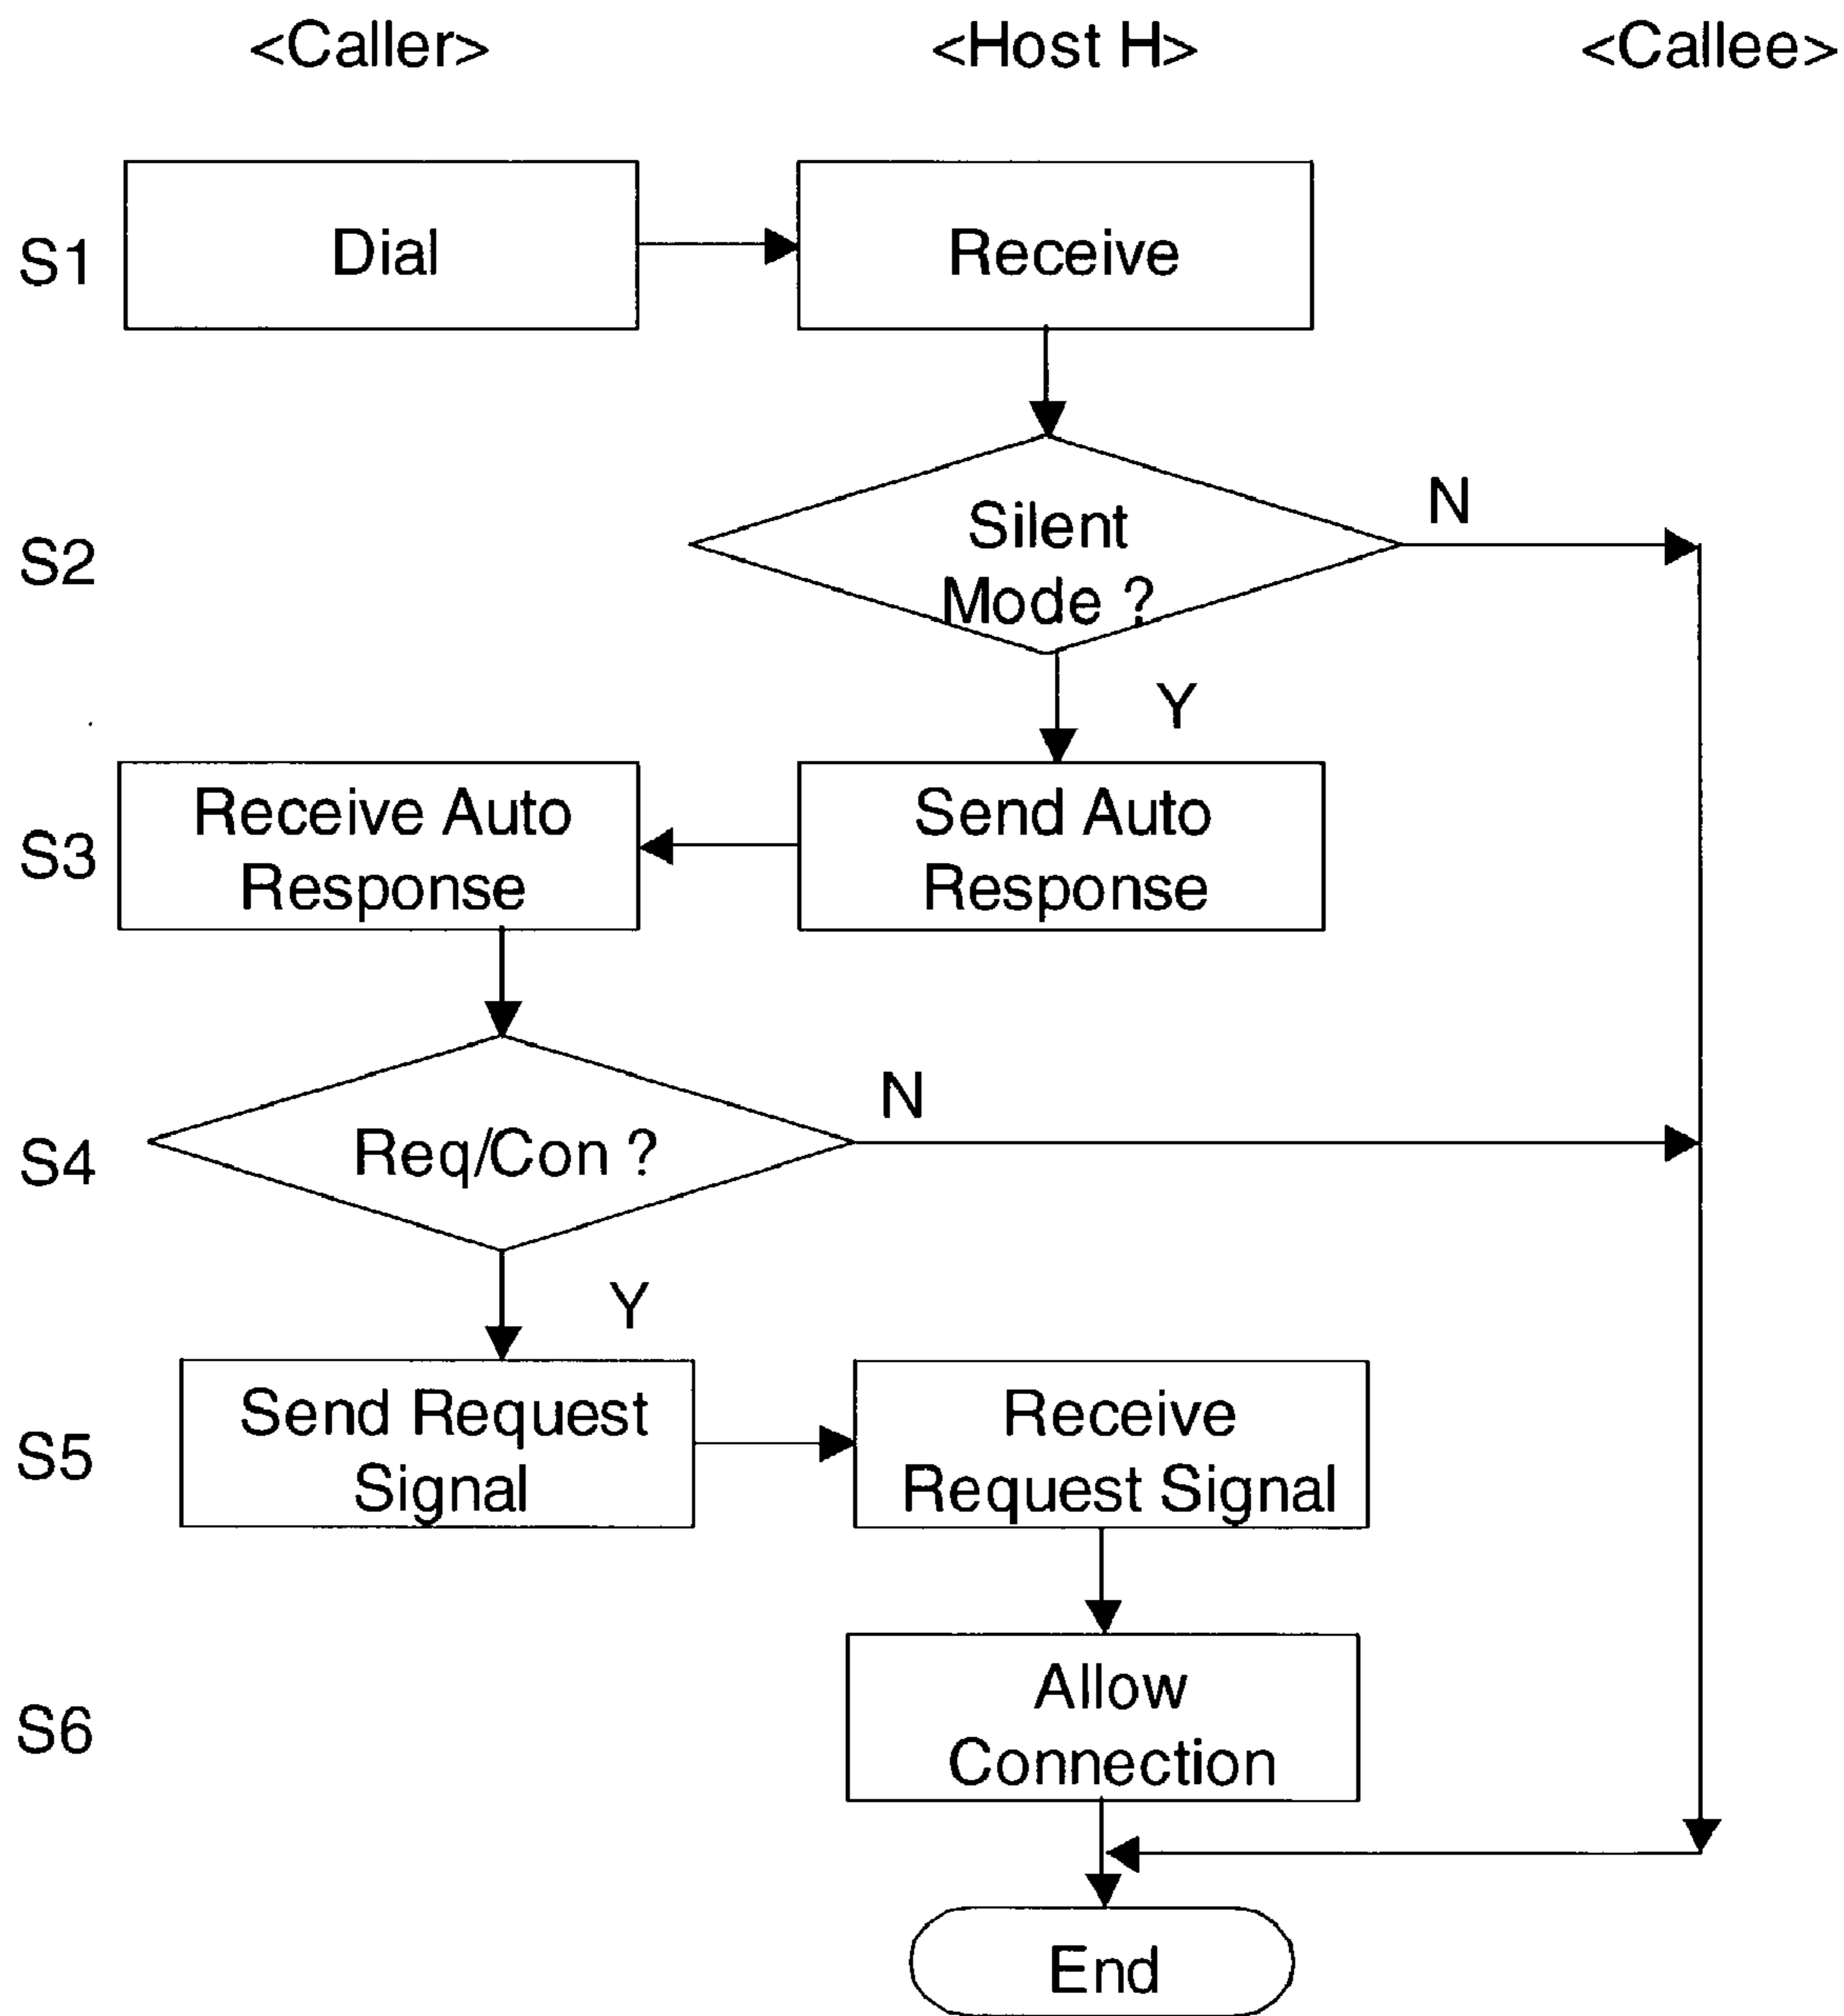 <Caller> <Host H> <Callee>
S1
Dial
Receive
S2
Silent
Mode ?
N
Y
S3
Receive Auto
Response
Send Auto
Response
S4
Req/Con ?
N
Y
S5
Send Request
Signal
Receive
Request Signal
S6
Allow
Connection
End